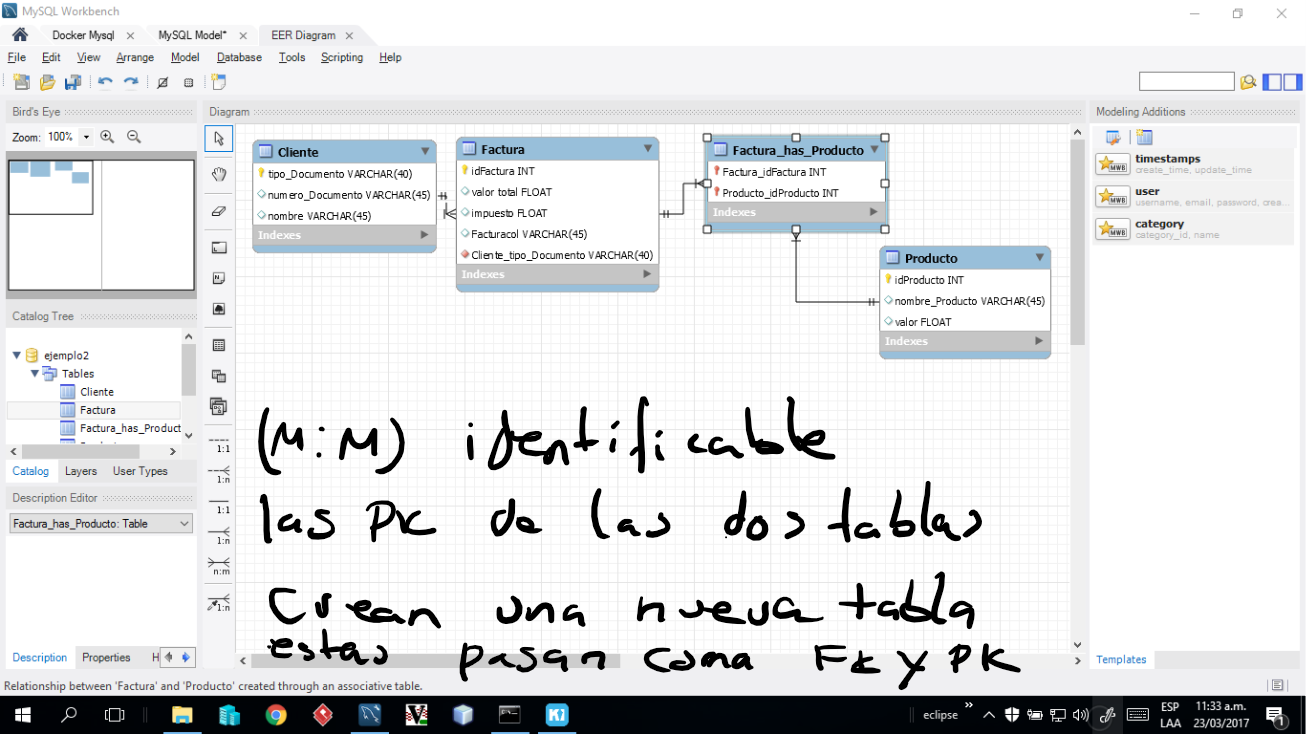 MySQL Workbench
Docker Mysql
MySQL Model*
EER Diagram
File Edit View Arrange Model Database Tools Scripting Help
Bird's Eye
Zoom: 100%
Diagram
Modeling Additions
Cliente
tipo_Documento VARCHAR(40)
numero_Documento VARCHAR(45)
nombre VARCHAR(45)
Indexes
Factura
idFactura INT
valor total FLOAT
impuesto FLOAT
Facturacol VARCHAR(45)
Cliente_tipo_Documento VARCHAR(40)
Indexes
Factura_has_Producto
Factura_idFactura INT
Producto_idProducto INT
Indexes
Producto
idProducto INT
nombre_Producto VARCHAR(45)
valor FLOAT
Indexes
timestamps
create_time, update_time
user
username, email, password, crea...
category
category_id, name
Catalog Tree
ejemplo2
Tables
Cliente
Factura
Factura_has_Product
Catalog Layers User Types
Description Editor
Factura_has_Producto: Table
1:1
1:n
1:1
1:n
n:m
1:n
(M:M) identificable
las PK de las dos tablas
Crean una nueva tabla
estas pasan como FK y PK
Description Properties H
Templates
Relationship between 'Factura' and 'Producto' created through an associative table.
eclipse
ESP
LAA
11:33 a.m.
23/03/2017
1